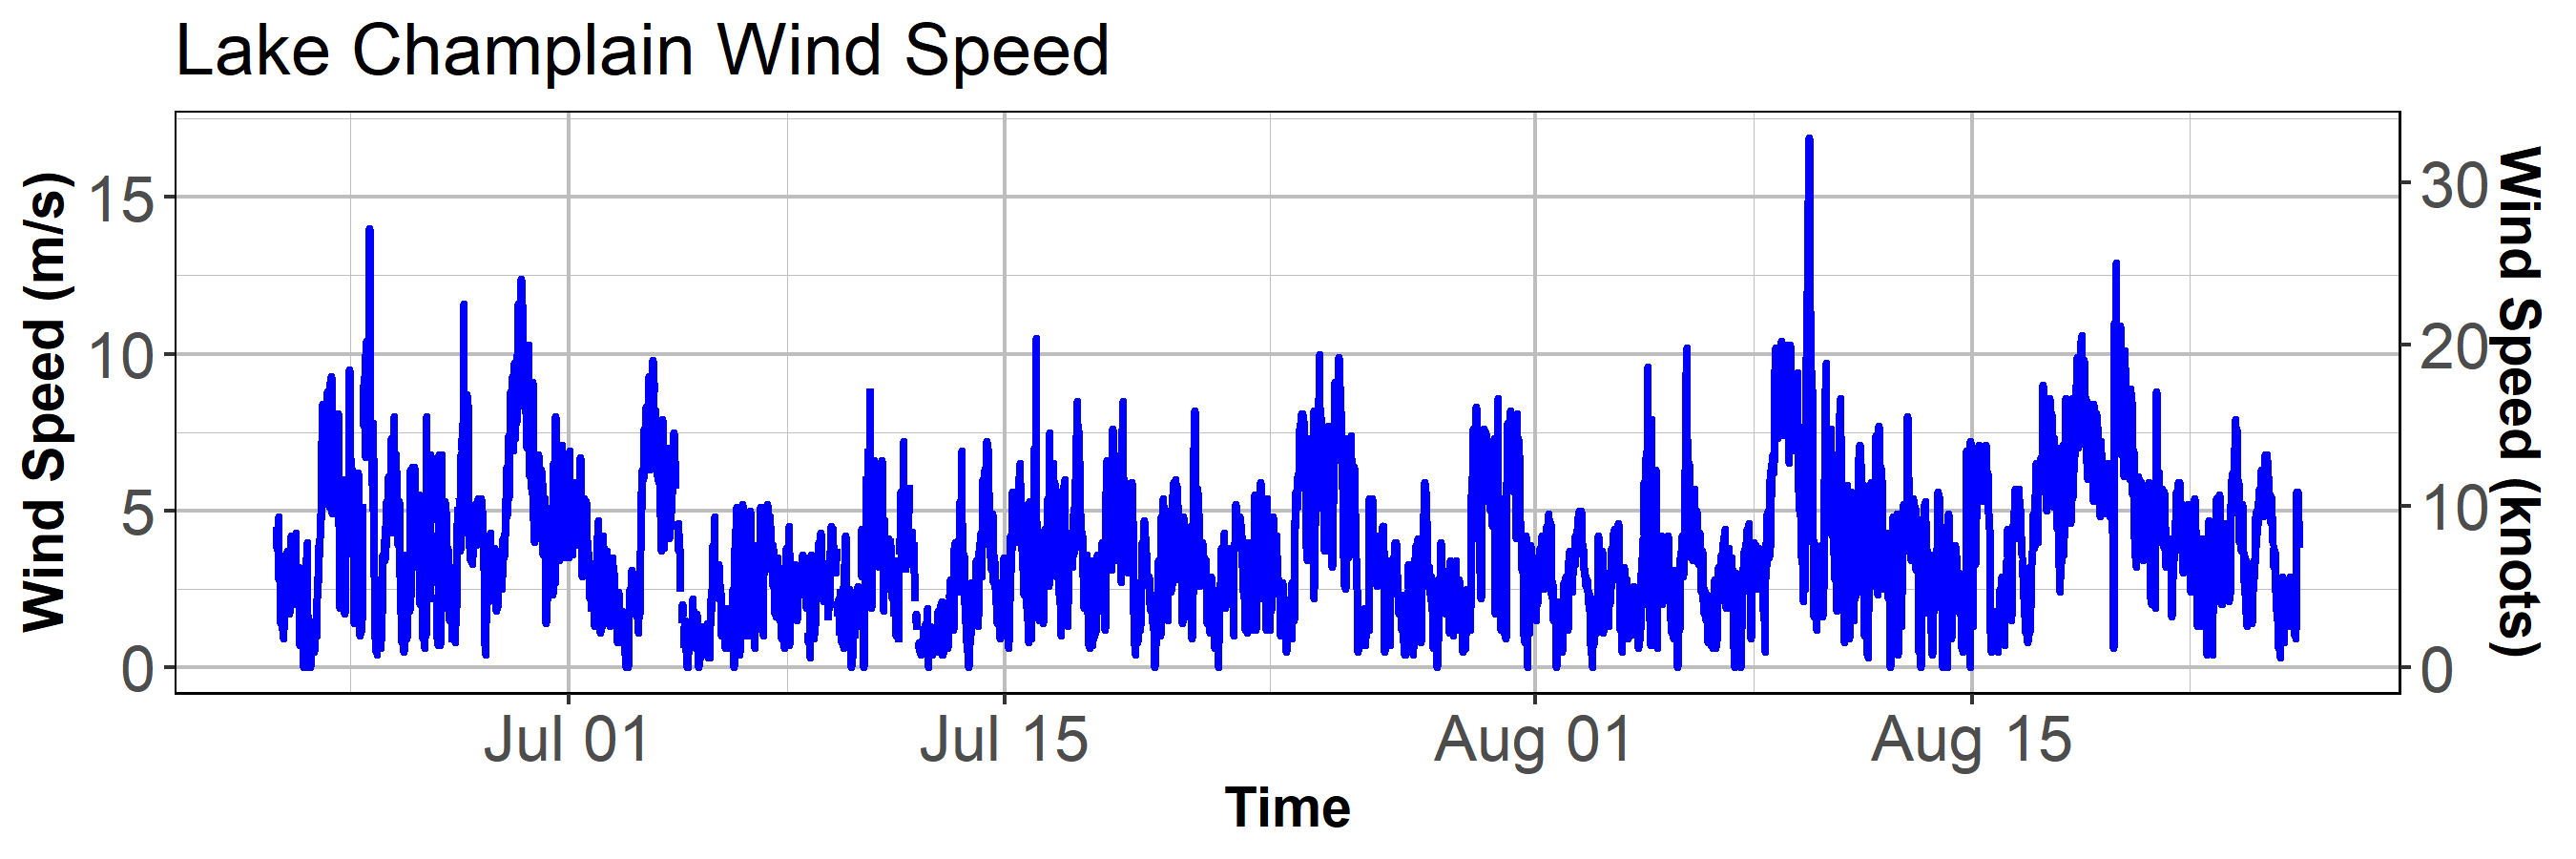 Lake Champlain Wind Speed
Wind Speed (m/s)
15
10
5
0
30
20
10
0
Wind Speed (knots)
Jul 01
Jul 15
Aug 01
Aug 15
Time